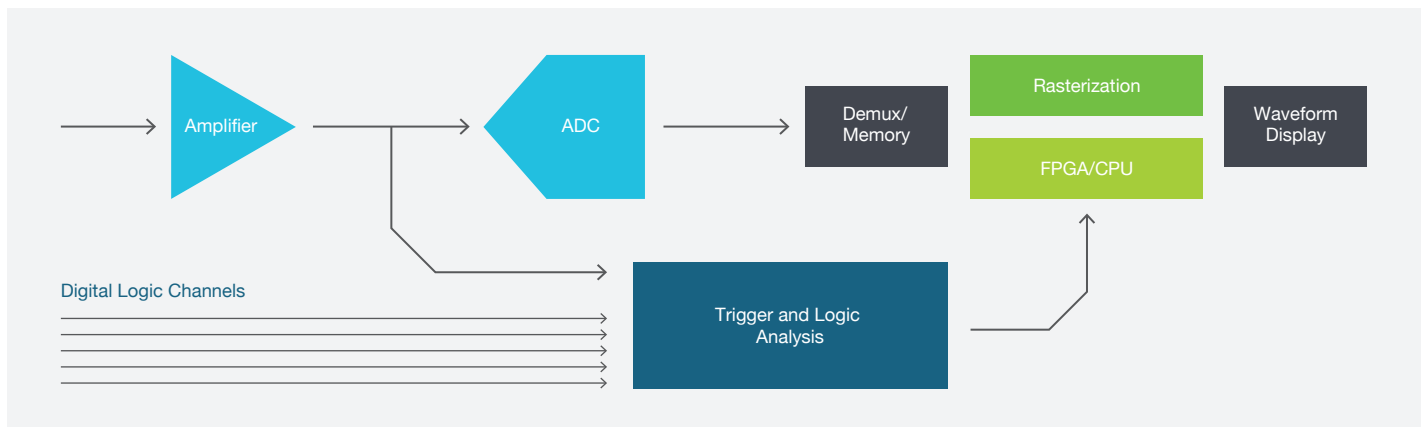 Amplifier
ADC
Demux/
Memory
Rasterization
FPGA/CPU
Waveform
Display
Digital Logic Channels
Trigger and Logic
Analysis